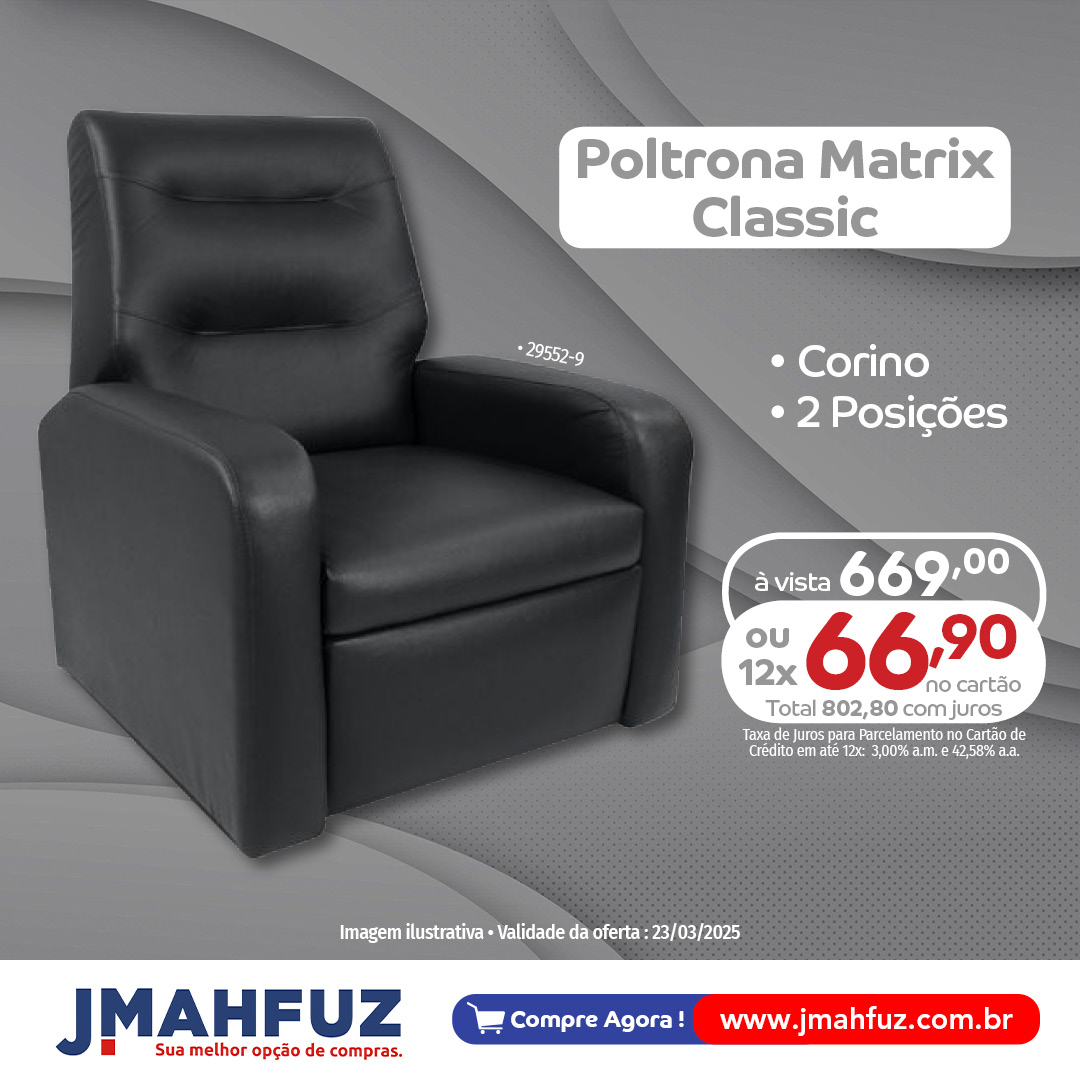 Poltrona Matrix
Classic
• 29552-9
• Corino
• 2 Posições
à vista 669,00
ou
12x 66,90
no cartão
Total 802,80 com juros
Taxa de Juros para Parcelamento no Cartão de
Crédito em até 12x: 3,00% a.m. e 42,58% a.a.
Imagem ilustrativa • Validade da oferta : 23/03/2025
JMAHFUZ
Sua melhor opção de compras.
Compre Agora !
www.jmahfuz.com.br